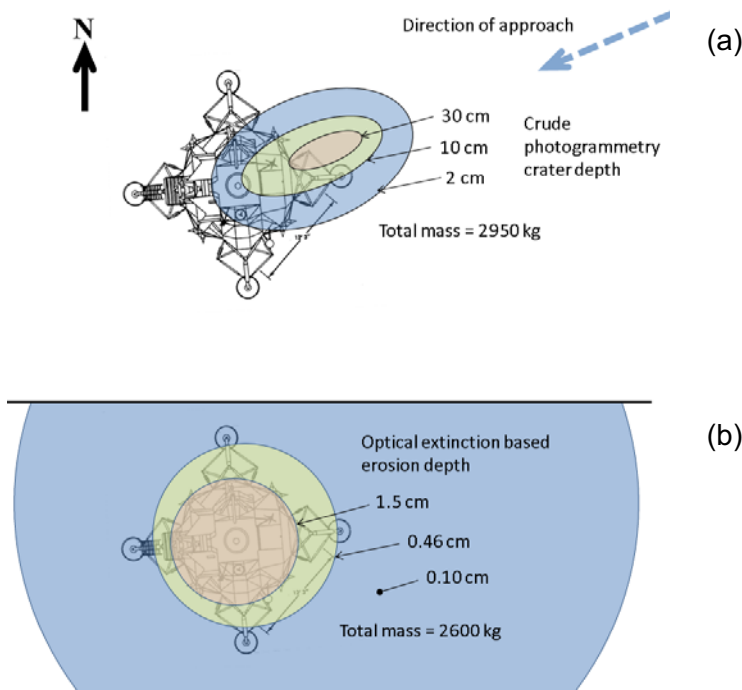 Direction of approach
(a)
N
30 cm
10 cm
2 cm
Crude
photogrammetry
crater depth
Total mass = 2950 kg
(b)
Optical extinction based
erosion depth
1.5 cm
0.46 cm
0.10 cm
Total mass = 2600 kg